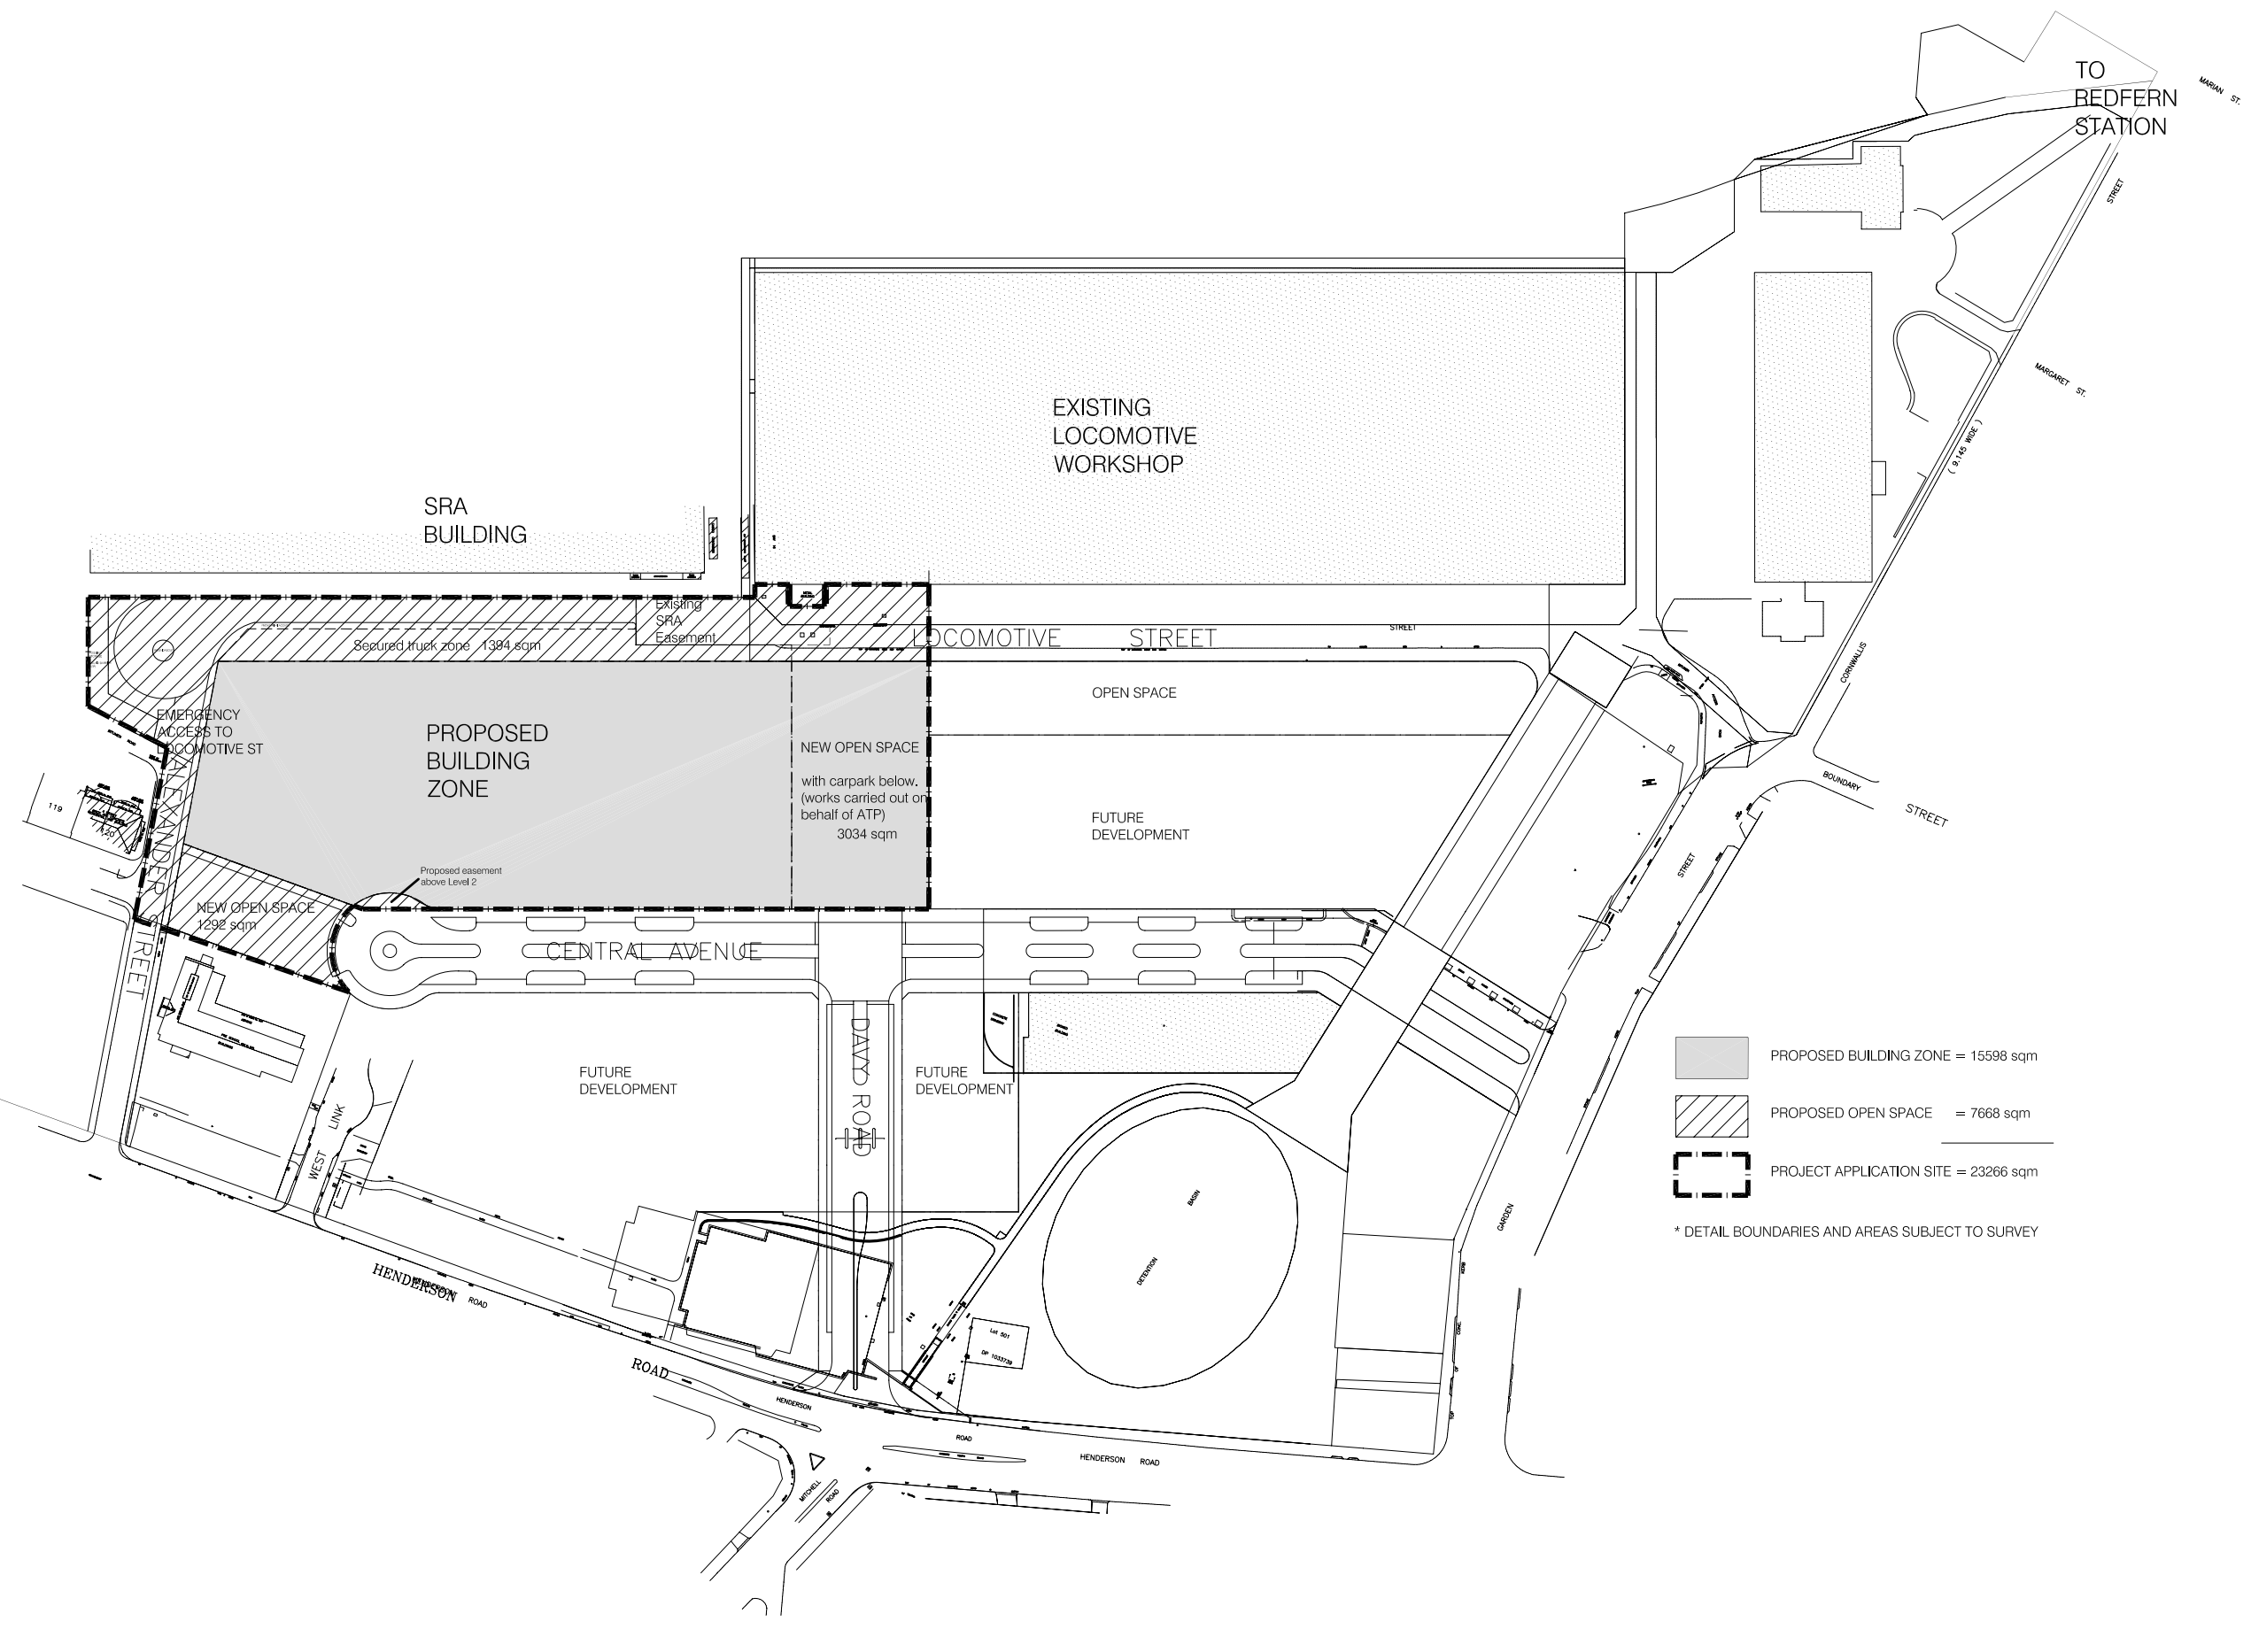 TO
REDFERN
STATION
MARIAN ST.
STREET
MARGARET ST.
( 9.145 WIDE )
EXISTING
LOCOMOTIVE
WORKSHOP
SRA
BUILDING
Existing
SRA
Easement
Secured truck zone 1394 sqm
LOCOMOTIVE STREET
STREET
CORNWALLIS
OPEN SPACE
EMERGENCY
ACCESS TO
LOCOMOTIVE ST
PROPOSED
BUILDING
ZONE
NEW OPEN SPACE
with carpark below.
(works carried out on
behalf of ATP)
3034 sqm
FUTURE
DEVELOPMENT
BOUNDARY
STREET
119
120
ALEXANDER
STREET
Proposed easement
above Level 2
NEW OPEN SPACE
1292 sqm
CENTRAL AVENUE
STREET
GARDEN
DAVY ROAD
FUTURE
DEVELOPMENT
FUTURE
DEVELOPMENT
WEST LINK
BASIN
DETENTION
PROPOSED BUILDING ZONE = 15598 sqm
PROPOSED OPEN SPACE = 7668 sqm
PROJECT APPLICATION SITE = 23266 sqm
* DETAIL BOUNDARIES AND AREAS SUBJECT TO SURVEY
HENDERSON
ROAD
ROAD
Lot 501
DP 1033739
HENDERSON
ROAD
HENDERSON ROAD
MITCHELL
ROAD